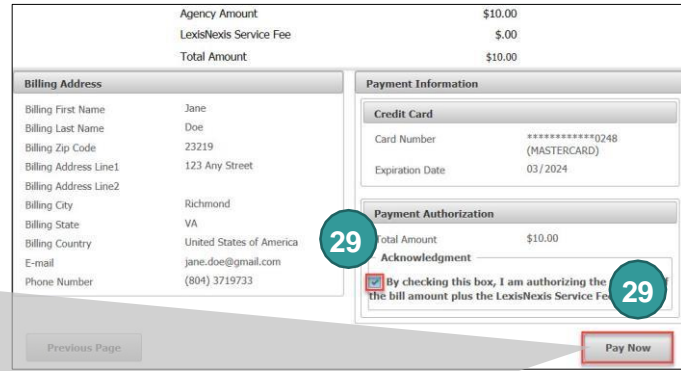 Agency Amount $10.00
LexisNexis Service Fee $.00
Total Amount $10.00
Billing Address
Billing First Name Jane
Billing Last Name Doe
Billing Zip Code 23219
Billing Address Line1 123 Any Street
Billing Address Line2
Billing City Richmond
Billing State VA
Billing Country United States of America
E-mail jane.doe@gmail.com
Phone Number (804) 3719733
Payment Information
Credit Card
Card Number ************0248
(MASTERCARD)
Expiration Date 03/2024
Payment Authorization
29
Total Amount $10.00
Acknowledgment
By checking this box, I am authorizing the
the bill amount plus the LexisNexis Service
29
Previous Page
Pay Now